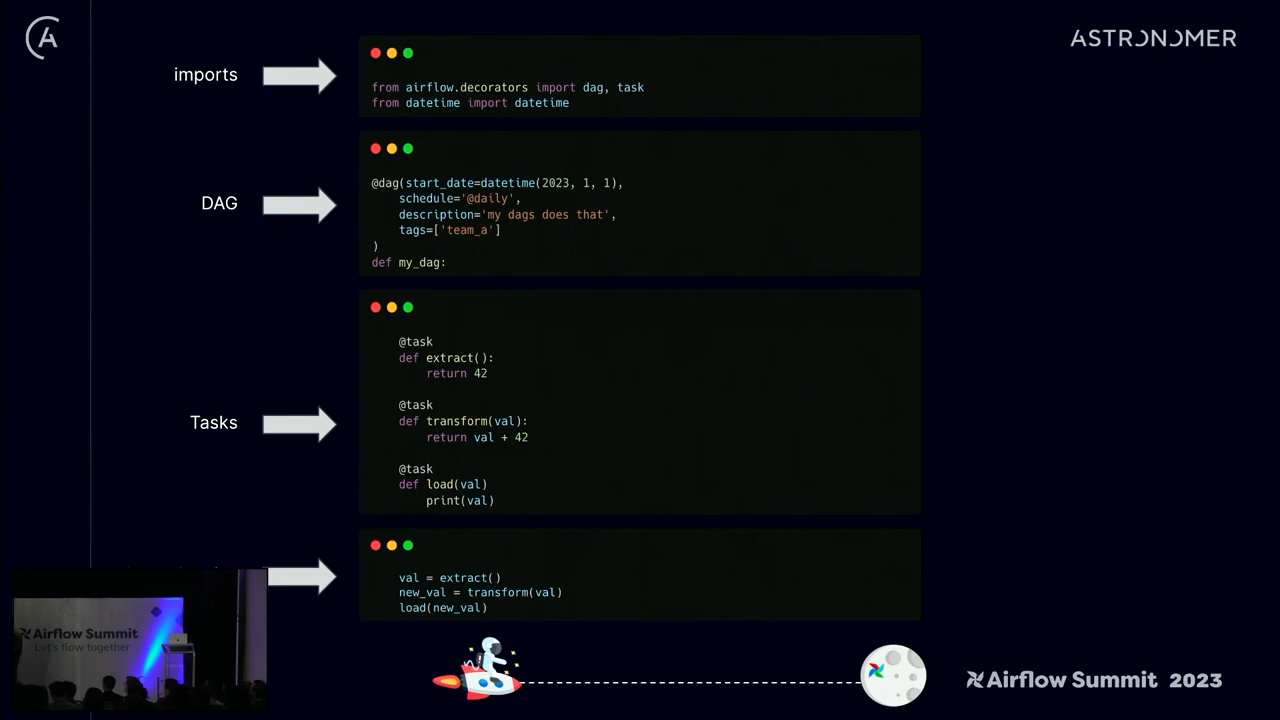 ASTRONOMER
imports
from airflow.decorators import dag, task
from datetime import datetime
DAG
@dag(start_date=datetime(2023, 1, 1),
    schedule='@daily',
    description='my dags does that',
    tags=['team_a']
)
def my_dag:
Tasks
    @task
    def extract():
        return 42
    @task
    def transform(val):
        return val + 42
    @task
    def load(val)
        print(val)
    val = extract()
    new_val = transform(val)
    load(new_val)
Airflow Summit
Let's flow together
Airflow Summit 2023